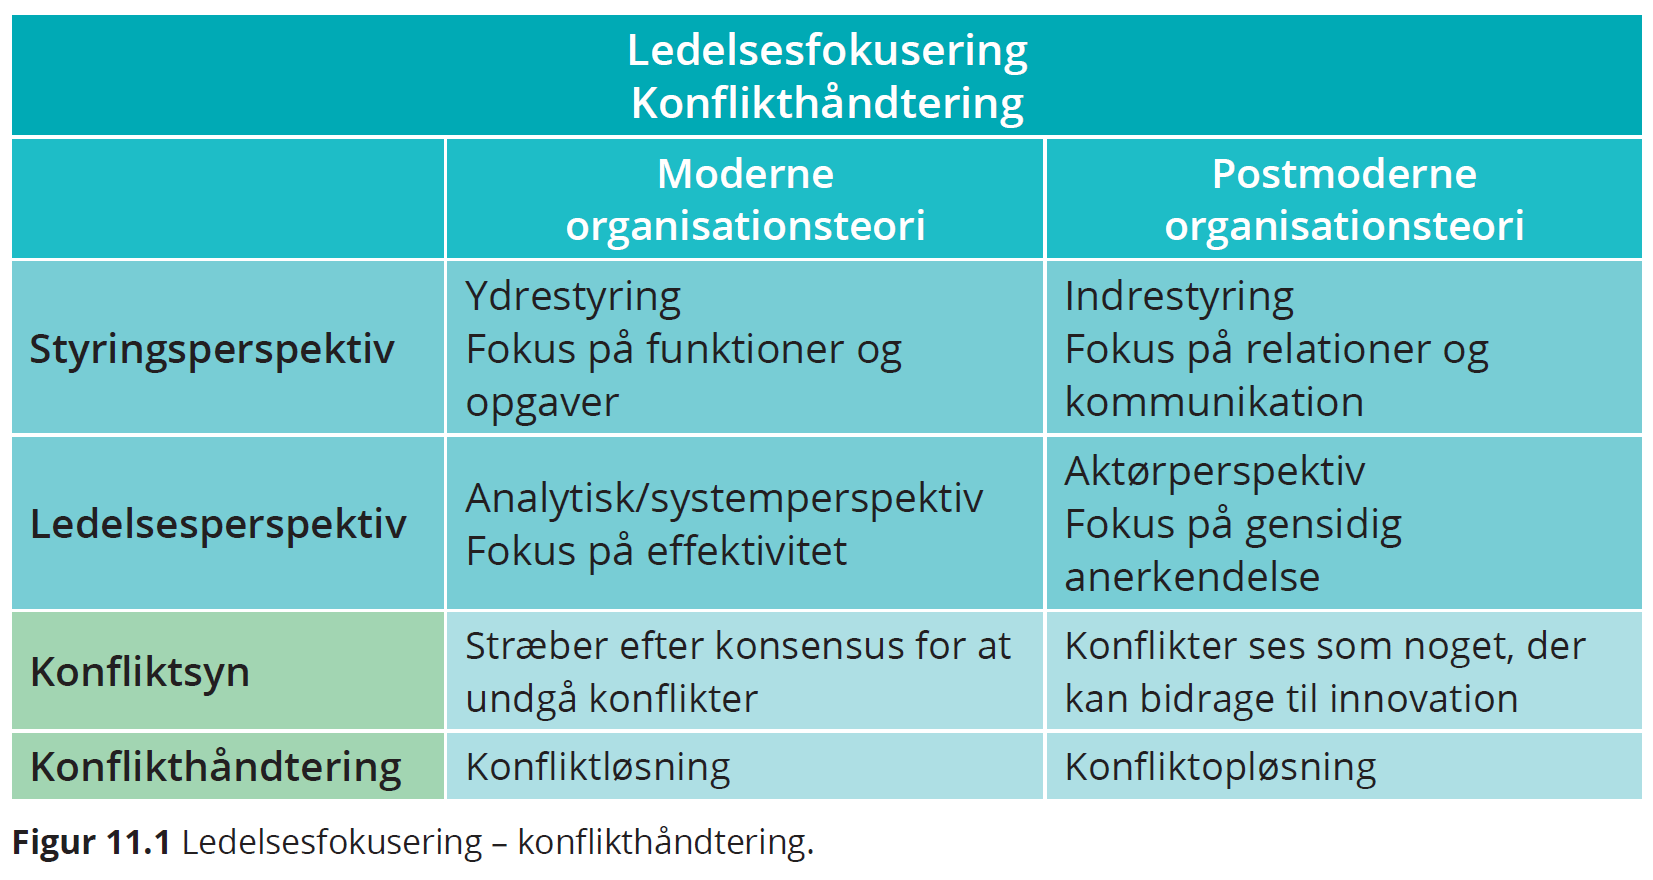 Ledelsesfokusering
Konflikthåndtering
Moderne
organisationsteori
Postmoderne
organisationsteori
Styringsperspektiv
Ydrestyring
Fokus på funktioner og
opgaver
Indrestyring
Fokus på relationer og
kommunikation
Ledelsesperspektiv
Analytisk/systemperspektiv
Fokus på effektivitet
Aktørperspektiv
Fokus på gensidig
anerkendelse
Konfliktsyn
Stræber efter konsensus for at
undgå konflikter
Konflikter ses som noget, der
kan bidrage til innovation
Konflikthåndtering
Konfliktløsning
Konfliktopløsning
Figur 11.1 Ledelsesfokusering – konflikthåndtering.